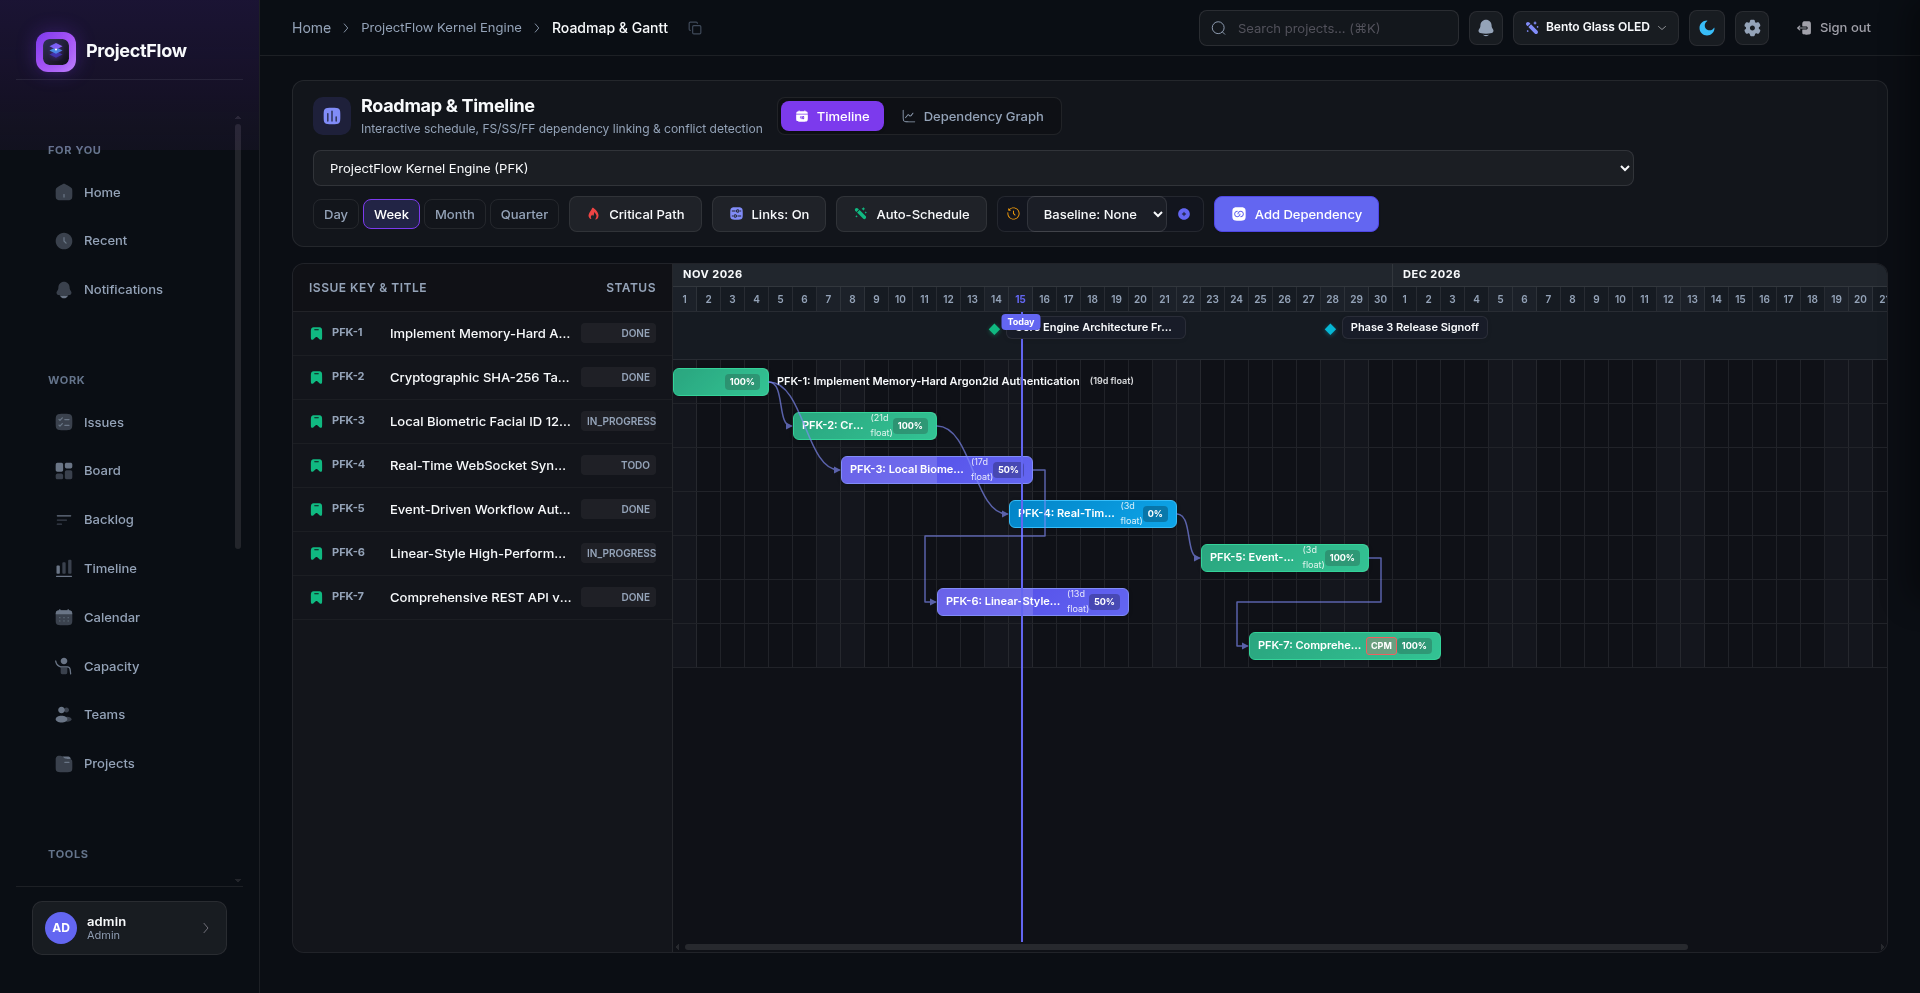 ProjectFlow
FOR YOU
Home
Recent
Notifications
WORK
Issues
Board
Backlog
Timeline
Calendar
Capacity
Teams
Projects
TOOLS
AD
admin
Admin
Home
ProjectFlow Kernel Engine
Roadmap & Gantt
Search projects... (⌘K)
Bento Glass OLED
Sign out
Roadmap & Timeline
Interactive schedule, FS/SS/FF dependency linking & conflict detection
Timeline
Dependency Graph
ProjectFlow Kernel Engine (PFK)
Day
Week
Month
Quarter
Critical Path
Links: On
Auto-Schedule
Baseline: None
Add Dependency
ISSUE KEY & TITLE STATUS
PFK-1 Implement Memory-Hard A... DONE
PFK-2 Cryptographic SHA-256 Ta... DONE
PFK-3 Local Biometric Facial ID 12... IN_PROGRESS
PFK-4 Real-Time WebSocket Syn... TODO
PFK-5 Event-Driven Workflow Aut... DONE
PFK-6 Linear-Style High-Perform... IN_PROGRESS
PFK-7 Comprehensive REST API v... DONE
NOV 2026 DEC 2026
1 2 3 4 5 6 7 8 9 10 11 12 13 14 15 16 17 18 19 20 21 22 23 24 25 26 27 28 29 30 1 2 3 4 5 6 7 8 9 10 11 12 13 14 15 16 17 18 19 20
Today
Engine Architecture Fr...
Phase 3 Release Signoff
100% PFK-1: Implement Memory-Hard Argon2id Authentication (19d float)
PFK-2: Cr... (21d float) 100%
PFK-3: Local Biome... (17d float) 50%
PFK-4: Real-Tim... (3d float) 0%
PFK-5: Event-... (3d float) 100%
PFK-6: Linear-Style... (13d float) 50%
PFK-7: Comprehe... CPM 100%